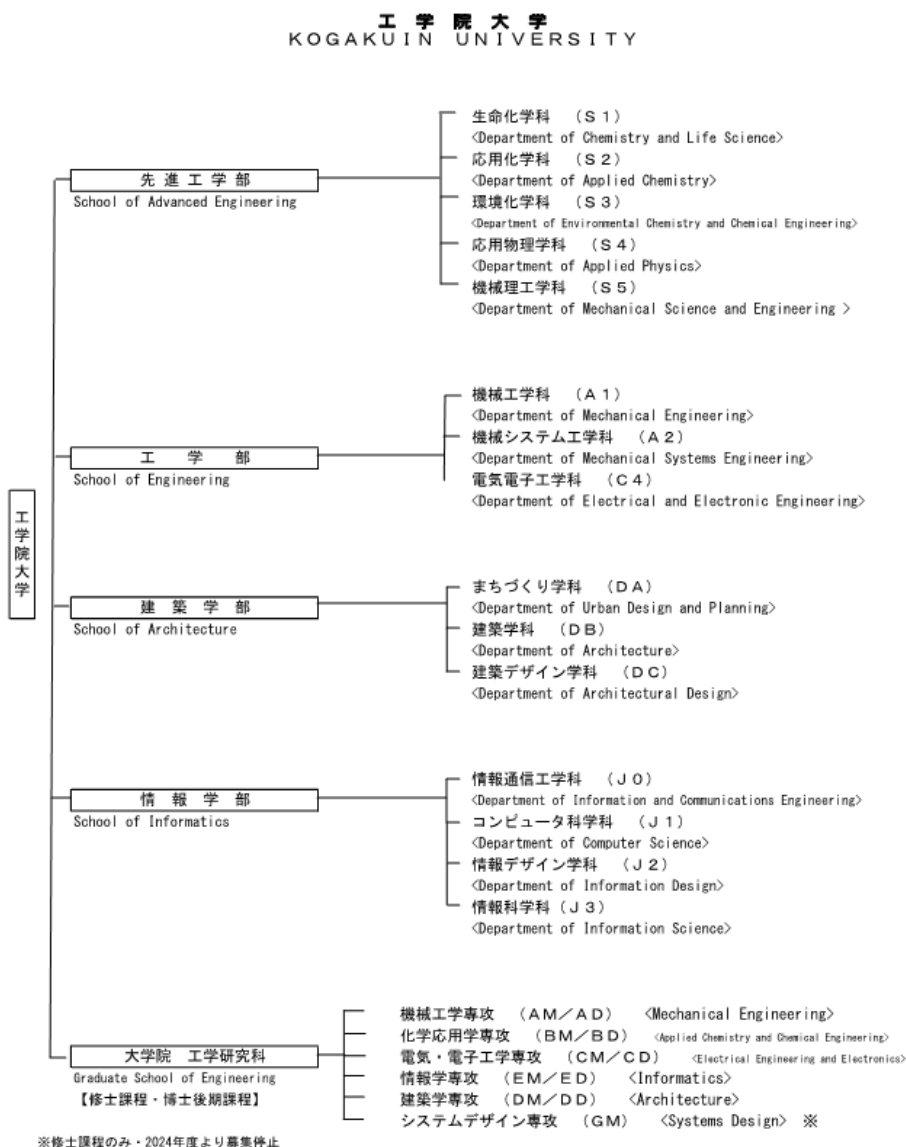 工学院大学
KOGAKUIN UNIVERSITY
工学院大学
先進工学部
School of Advanced Engineering
生命化学科 (S1)
<Department of Chemistry and Life Science>
応用化学科 (S2)
<Department of Applied Chemistry>
環境化学科 (S3)
<Department of Environmental Chemistry and Chemical Engineering>
応用物理学科 (S4)
<Department of Applied Physics>
機械理工学科 (S5)
<Department of Mechanical Science and Engineering >
工学部
School of Engineering
機械工学科 (A1)
<Department of Mechanical Engineering>
機械システム工学科 (A2)
<Department of Mechanical Systems Engineering>
電気電子工学科 (C4)
<Department of Electrical and Electronic Engineering>
建築学部
School of Architecture
まちづくり学科 (DA)
<Department of Urban Design and Planning>
建築学科 (DB)
<Department of Architecture>
建築デザイン学科 (DC)
<Department of Architectural Design>
情報学部
School of Informatics
情報通信工学科 (J0)
<Department of Information and Communications Engineering>
コンピュータ科学科 (J1)
<Department of Computer Science>
情報デザイン学科 (J2)
<Department of Information Design>
情報科学科(J3)
<Department of Information Science>
大学院 工学研究科
Graduate School of Engineering
【修士課程・博士後期課程】
機械工学専攻 (AM/AD) <Mechanical Engineering>
化学応用学専攻 (BM/BD) <Applied Chemistry and Chemical Engineering>
電気・電子工学専攻 (CM/CD) <Electrical Engineering and Electronics>
情報学専攻 (EM/ED) <Informatics>
建築学専攻 (DM/DD) <Architecture>
システムデザイン専攻 (GM) <Systems Design> ※
※修士課程のみ・2024年度より募集停止